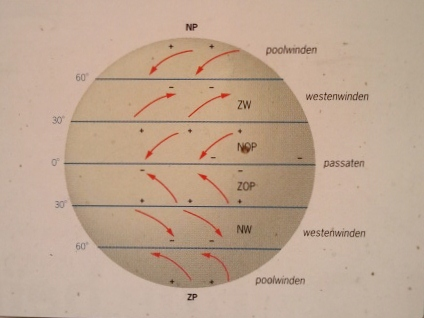 NP
+ +
poolwinden
60°
- -
westenwinden
ZW
30°
+ + +
NOP
- -
0°
passaten
- -
ZOP
30°
+ + +
NW
westenwinden
- -
60°
poolwinden
+ +
ZP